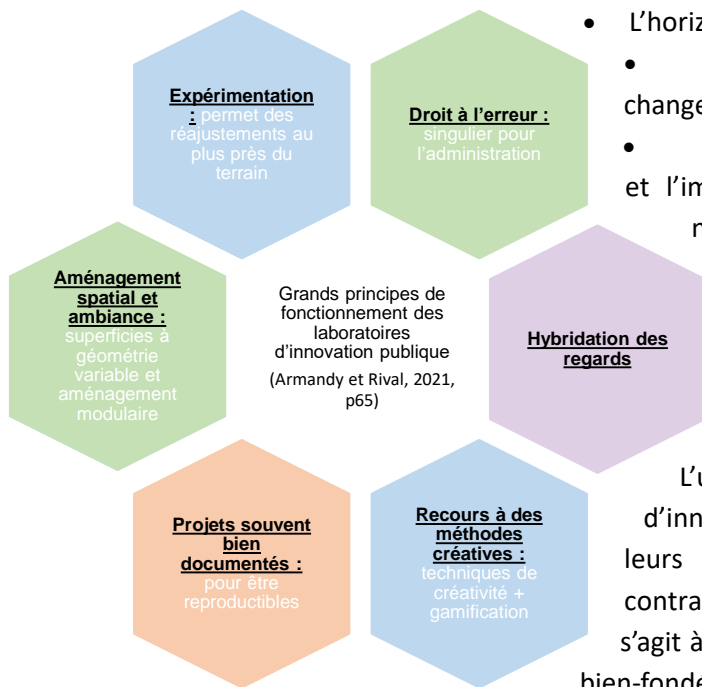 Expérimentation
: permet des
réajustements au
plus près du
terrain
Droit à l’erreur :
singulier pour
l’administration
Aménagement
spatial et
ambiance :
superficies à
géométrie
variable et
aménagement
modulaire
Grands principes de
fonctionnement des
laboratoires
d’innovation publique
(Armandy et Rival, 2021,
p65)
Hybridation des
regards
Projets souvent
bien
documentés :
pour être
reproductibles
Recours à des
méthodes
créatives :
techniques de
créativité +
gamification
• L’horiz
•
change
•
et l’im
L’u
d’inn
leurs
contra
s’agit à
bien-fondé